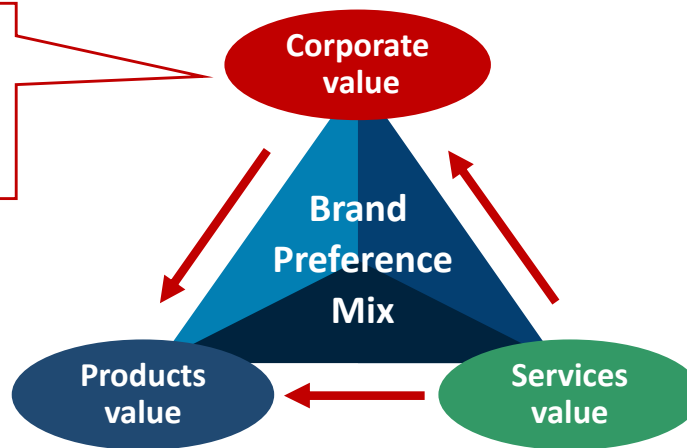 Corporate
value
Brand
Preference
Mix
Products
value
Services
value